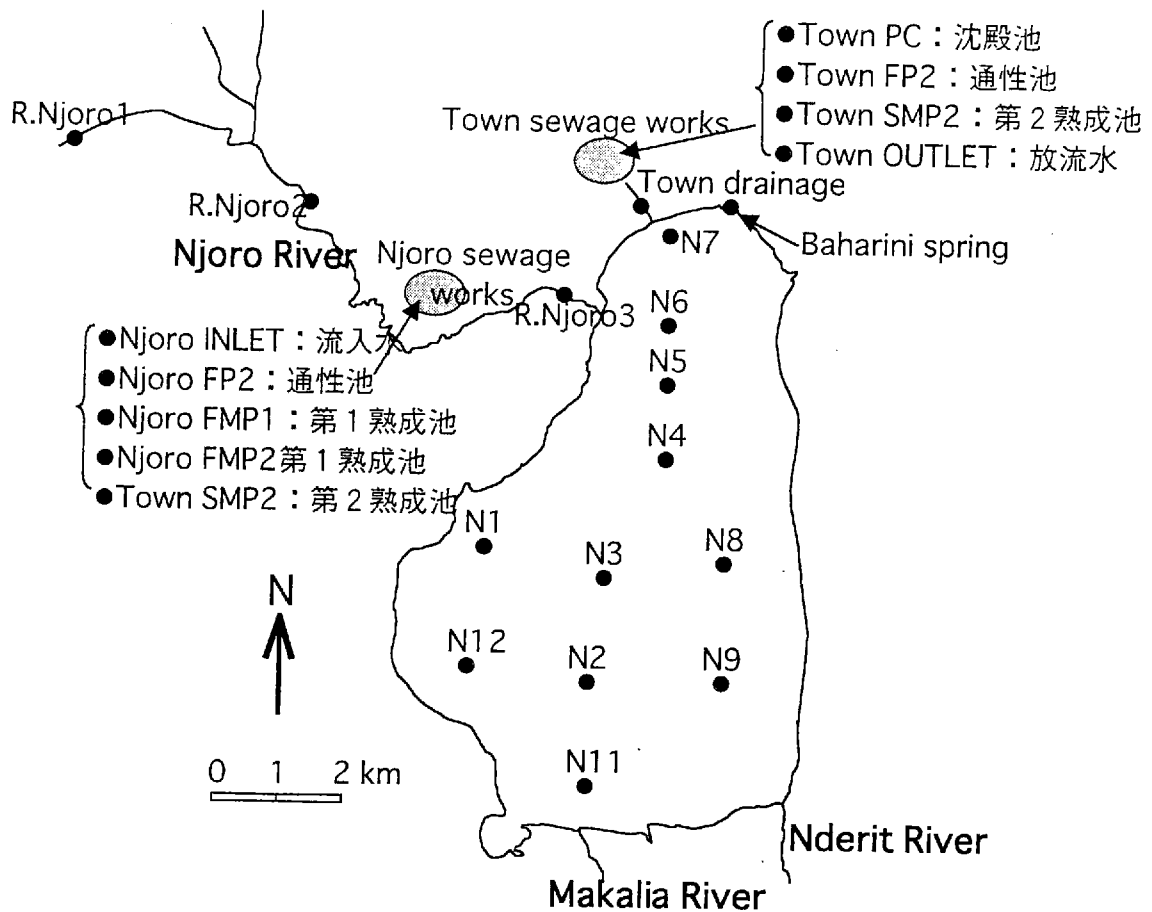 Town PC：沈殿池
Town FP2：通性池
Town SMP2：第2熟成池
Town OUTLET：放流水
R.Njoro1
Town sewage works
Town drainage
R.Njoro2
Njoro River
Njoro sewage
works
N7
Baharini spring
R.Njoro3
N6
Njoro INLET：流入水
Njoro FP2：通性池
Njoro FMP1：第1熟成池
Njoro FMP2第1熟成池
Town SMP2：第2熟成池
N5
N4
N1
N3
N8
N
N12
N2
N9
N11
0 1 2 km
Nderit River
Makalia River